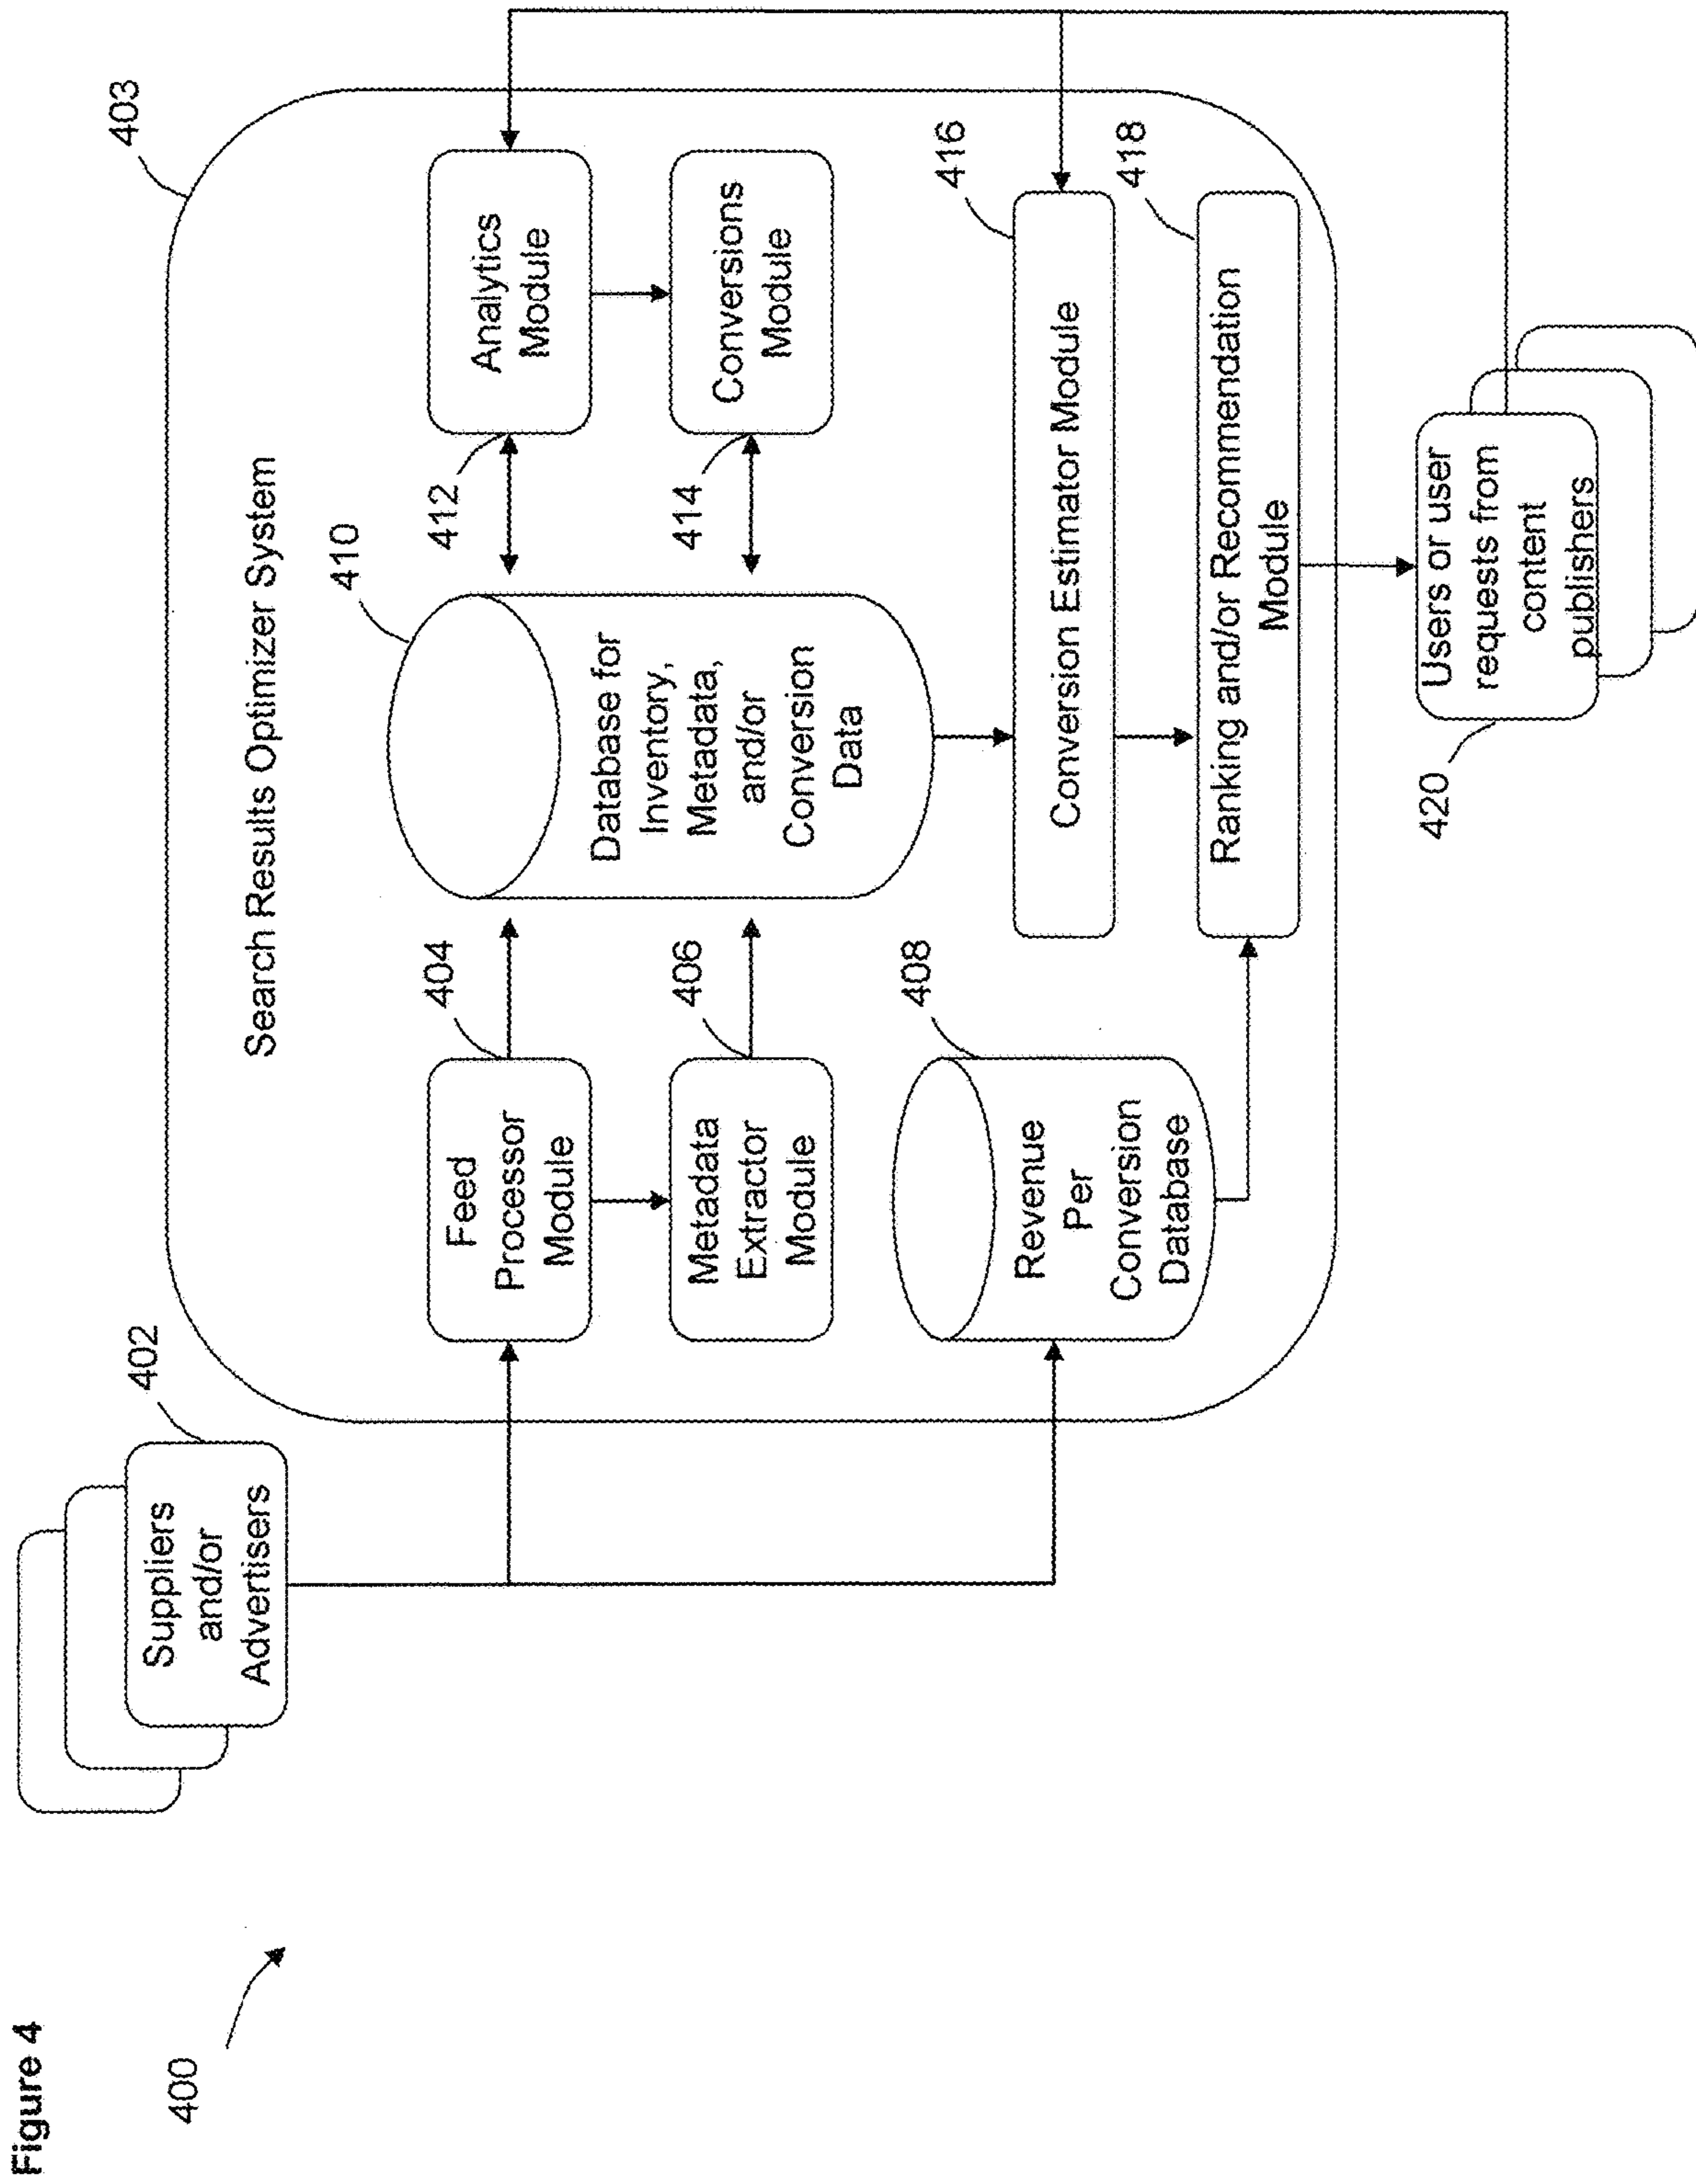 Figure 4
400
402
Suppliers
and/or
Advertisers
403
Search Results Optimizer System
404
Feed
Processor
Module
406
Metadata
Extractor
Module
408
Revenue
Per
Conversion
Database
410
Database for
Inventory,
Metadata,
and/or
Conversion
Data
412
Analytics
Module
414
Conversions
Module
416
Conversion Estimator Module
418
Ranking and/or Recommendation
Module
420
Users or user
requests from
content
publishers